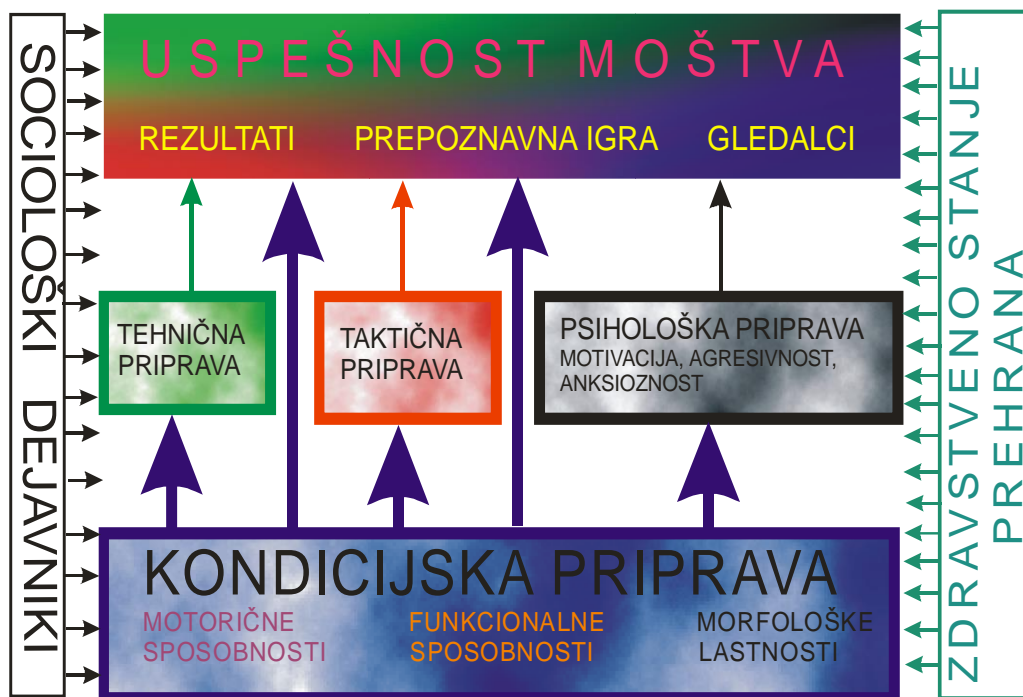 SOCIOLOŠKI DEJAVNIKI
USPEŠNOST MOŠTVA
REZULTATI PREPOZNAVNA IGRA GLEDALCI
TEHNIČNA
PRIPRAVA
TAKTIČNA
PRIPRAVA
PSIHOLOŠKA PRIPRAVA
MOTIVACIJA, AGRESIVNOST,
ANKSIOZNOST
KONDICIJSKA PRIPRAVA
MOTORIČNE
SPOSOBNOSTI
FUNKCIONALNE
SPOSOBNOSTI
MORFOLOŠKE
LASTNOSTI
ZDRAVSTVENO STANJE
PREHRANA